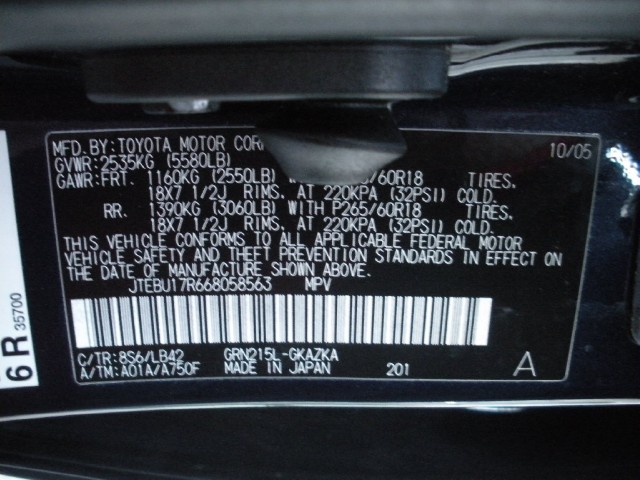 MFD. BY: TOYOTA MOTOR COR 10/05
GVWR: 2535KG (5580LB)
GAWR: FRT. 1160KG (2550LB) W /60R18 TIRES,
18X7 1/2J RIMS, AT 220KPA (32PSI) COLD.
RR. 1390KG (3060LB) WITH P265/60R18 TIRES,
18X7 1/2J RIMS, AT 220KPA (32PSI) COLD.
THIS VEHICLE CONFORMS TO ALL APPLICABLE FEDERAL MOTOR
VEHICLE SAFETY AND THEFT PREVENTION STANDARDS IN EFFECT
ON THE DATE OF MANUFACTURE SHOWN ABOVE.
JTEBU17R668058563 MPV
C/TR: 8S6/LB42 GRN215L-GKAZKA
A/TM: A01A/A750F MADE IN JAPAN 201 A
6R 35700